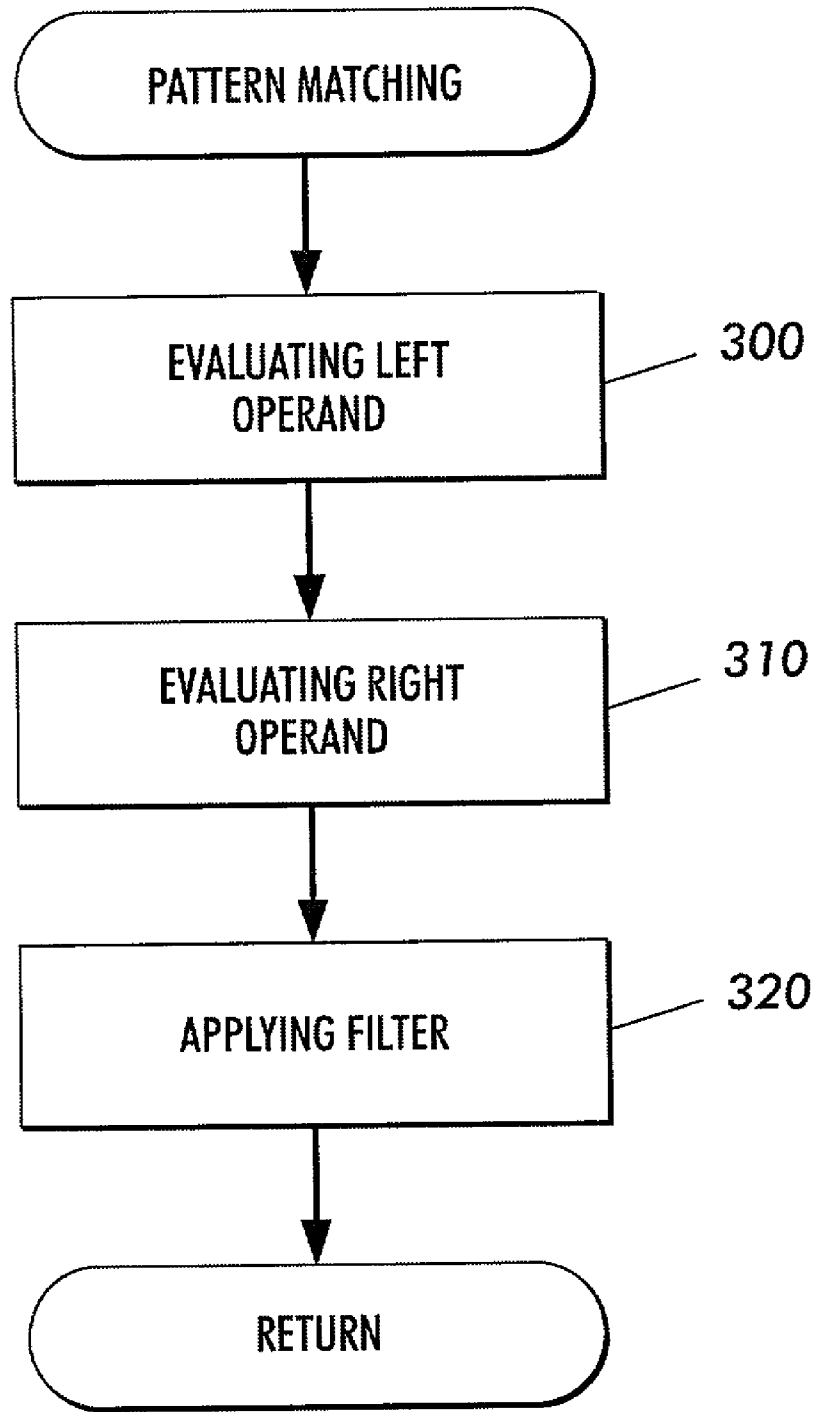 PATTERN MATCHING
EVALUATING LEFT
OPERAND
300
EVALUATING RIGHT
OPERAND
310
APPLYING FILTER
320
RETURN